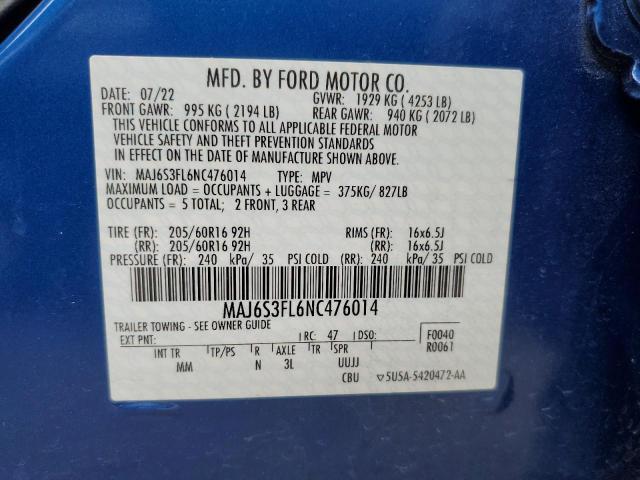 MFD. BY FORD MOTOR CO.
DATE: 07/22 GVWR: 1929 KG ( 4253 LB)
FRONT GAWR: 995 KG ( 2194 LB) REAR GAWR: 940 KG ( 2072 LB)
THIS VEHICLE CONFORMS TO ALL APPLICABLE FEDERAL MOTOR
VEHICLE SAFETY AND THEFT PREVENTION STANDARDS
IN EFFECT ON THE DATE OF MANUFACTURE SHOWN ABOVE.
VIN: MAJ6S3FL6NC476014 TYPE: MPV
MAXIMUM LOAD = OCCUPANTS + LUGGAGE = 375KG/ 827LB
OCCUPANTS = 5 TOTAL; 2 FRONT, 3 REAR
TIRE (FR): 205/60R16 92H RIMS (FR): 16x6.5J
(RR): 205/60R16 92H (RR): 16x6.5J
PRESSURE (FR): 240 kPa/ 35 PSI COLD (RR): 240 kPa/ 35 PSI COLD
MAJ6S3FL6NC476014
TRAILER TOWING - SEE OWNER GUIDE
EXT PNT: RC: 47 DSO: F0040
R0061
INT TR TP/PS R AXLE TR SPR
MM N 3L UUJJ
CBU 5U5A-5420472-AA